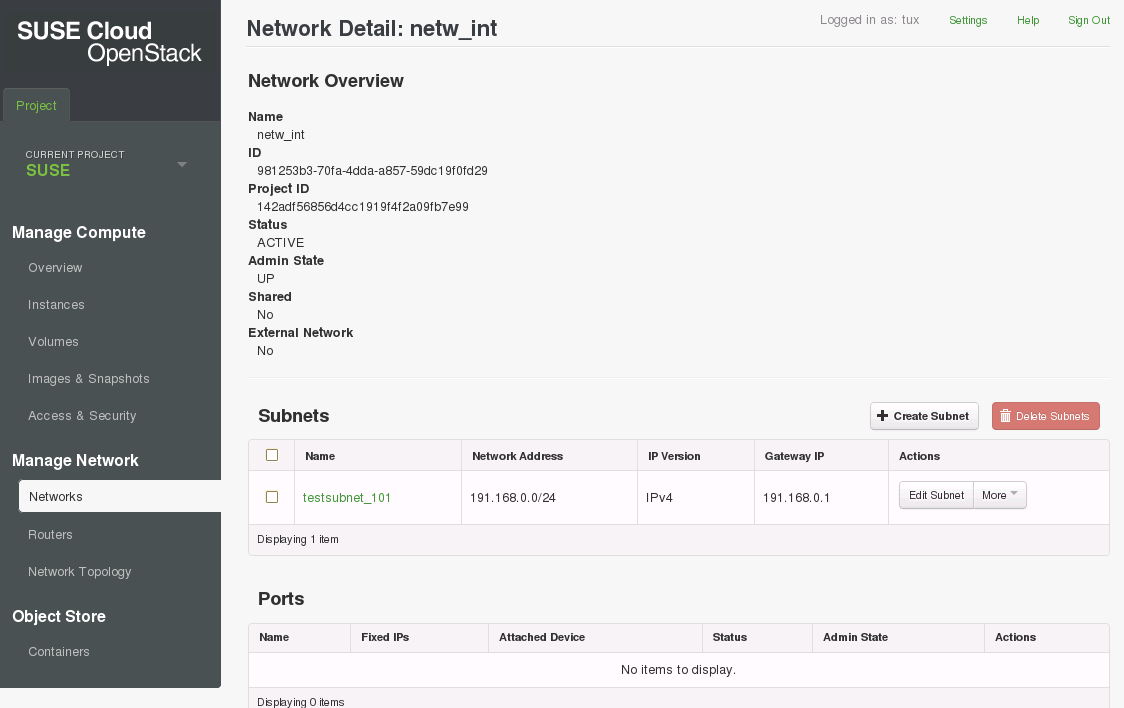 SUSE Cloud
OpenStack
Project
CURRENT PROJECT
SUSE
Manage Compute
Overview
Instances
Volumes
Images & Snapshots
Access & Security
Manage Network
Networks
Routers
Network Topology
Object Store
Containers
Network Detail: netw_int
Logged in as: tux Settings Help Sign Out
Network Overview
Name
netw_int
ID
981253b3-70fa-4dda-a857-59dc19f0fd29
Project ID
142adf56856d4cc1919f4f2a09fb7e99
Status
ACTIVE
Admin State
UP
Shared
No
External Network
No
Subnets
Create Subnet Delete Subnets
Name Network Address IP Version Gateway IP Actions
testsubnet_101 191.168.0.0/24 IPv4 191.168.0.1 Edit Subnet More
Displaying 1 item
Ports
Name Fixed IPs Attached Device Status Admin State Actions
No items to display.
Displaying 0 items